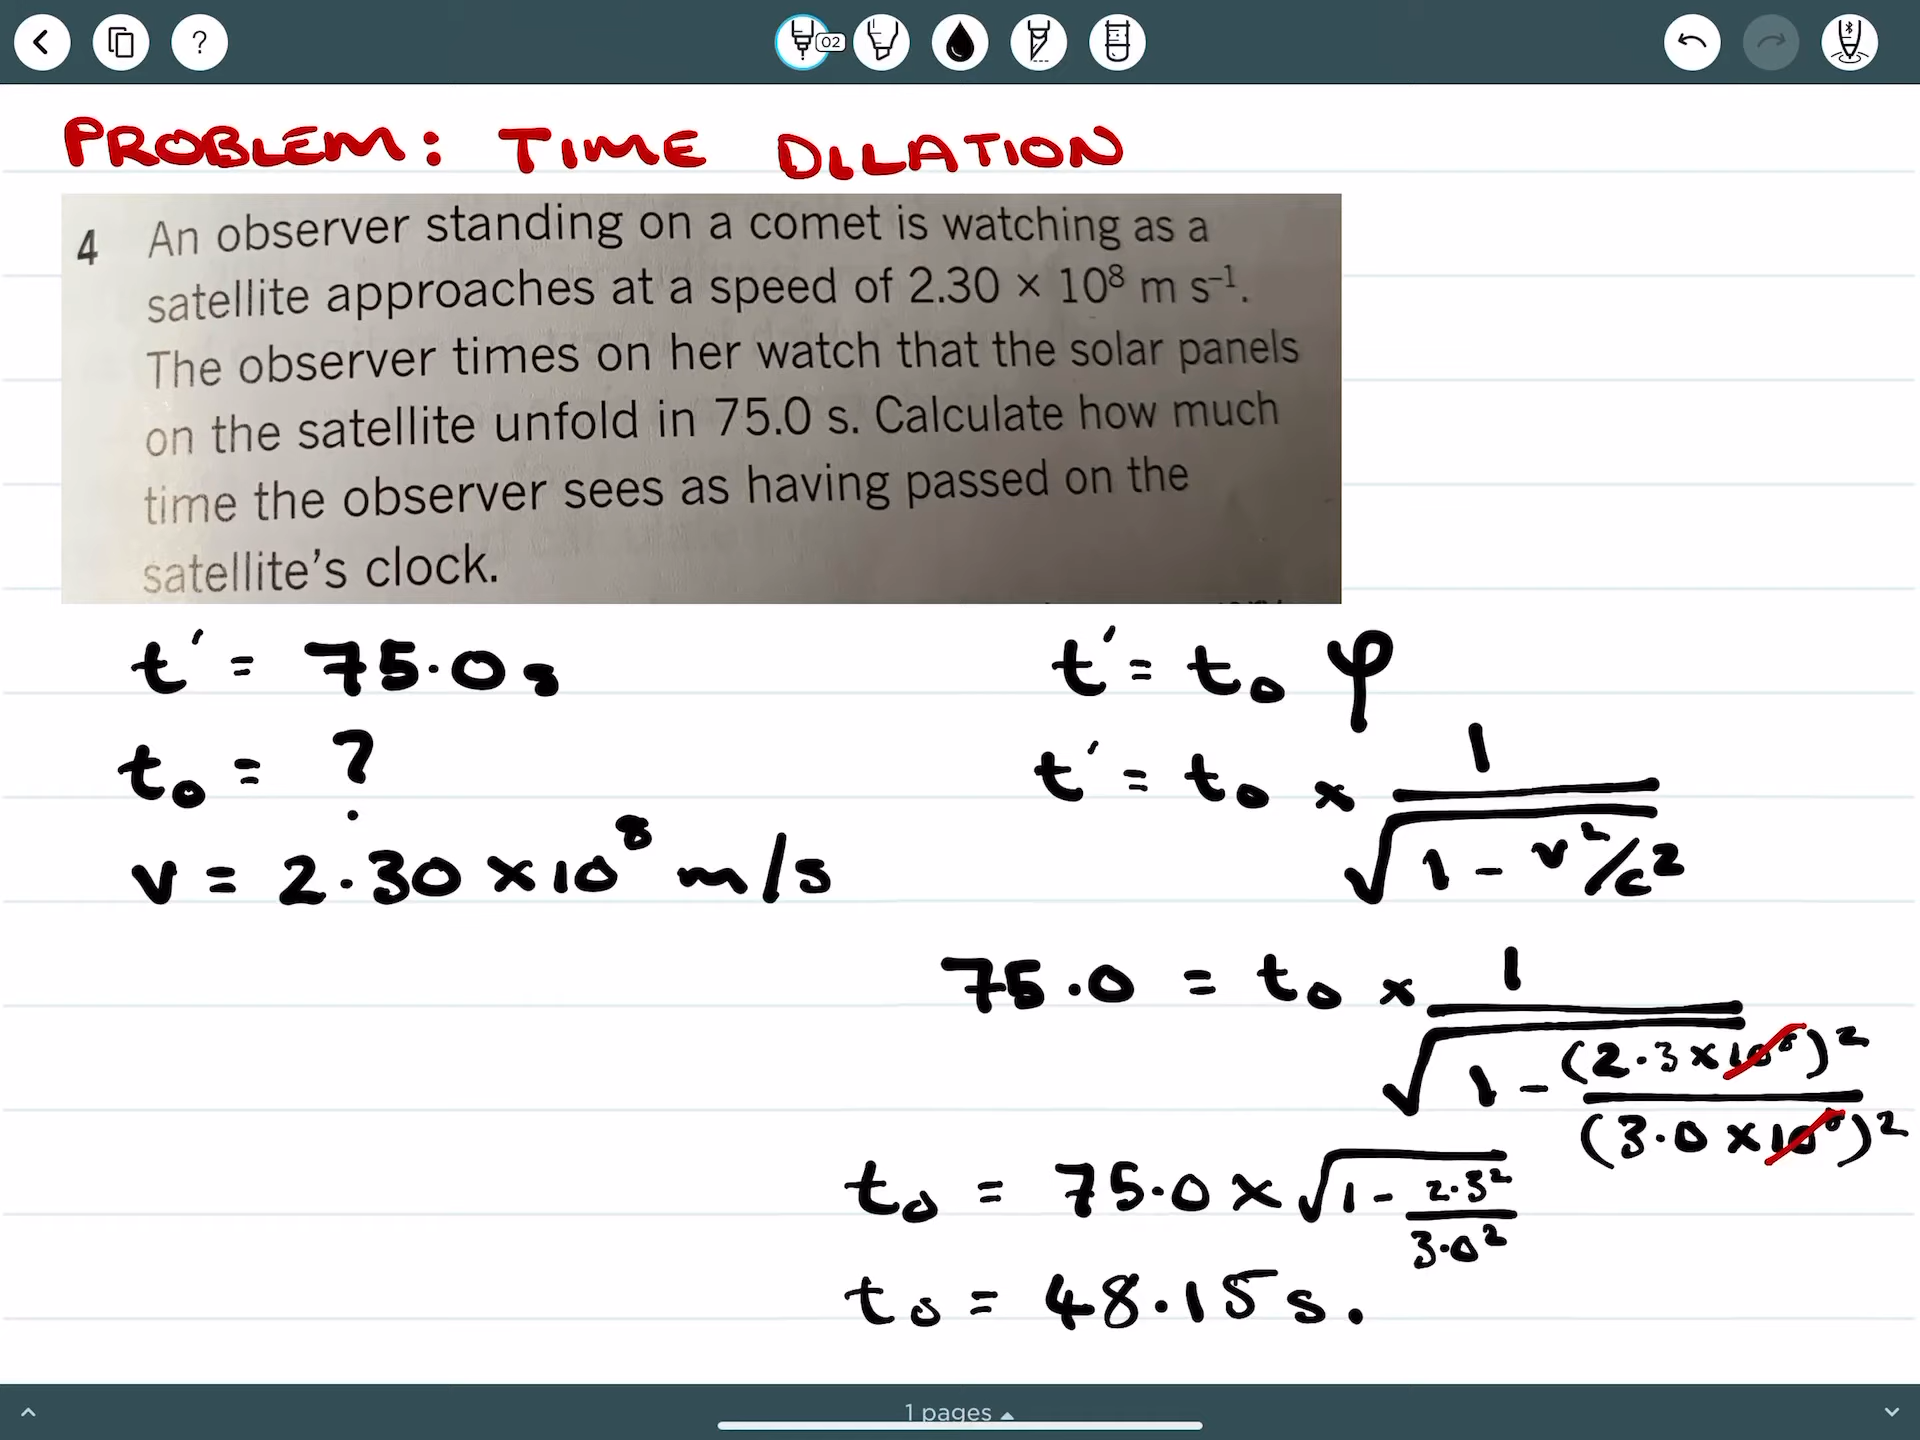 ?
02
PROBLEM: TIME DILATION
4 An observer standing on a comet is watching as a
satellite approaches at a speed of 2.30 × 10⁸ m s⁻¹.
The observer times on her watch that the solar panels
on the satellite unfold in 75.0 s. Calculate how much
time the observer sees as having passed on the
satellite's clock.
t' = 75.0 s
t₀ = ?
v = 2.30 × 10⁸ m/s
t' = t₀ φ
t' = t₀ × 1 / √(1 - v²/c²)
75.0 = t₀ × 1 / √(1 - (2.3 × 10⁸)² / (3.0 × 10⁸)²)
t₀ = 75.0 × √(1 - 2.3² / 3.0²)
t₀ = 48.15 s.
1 pages